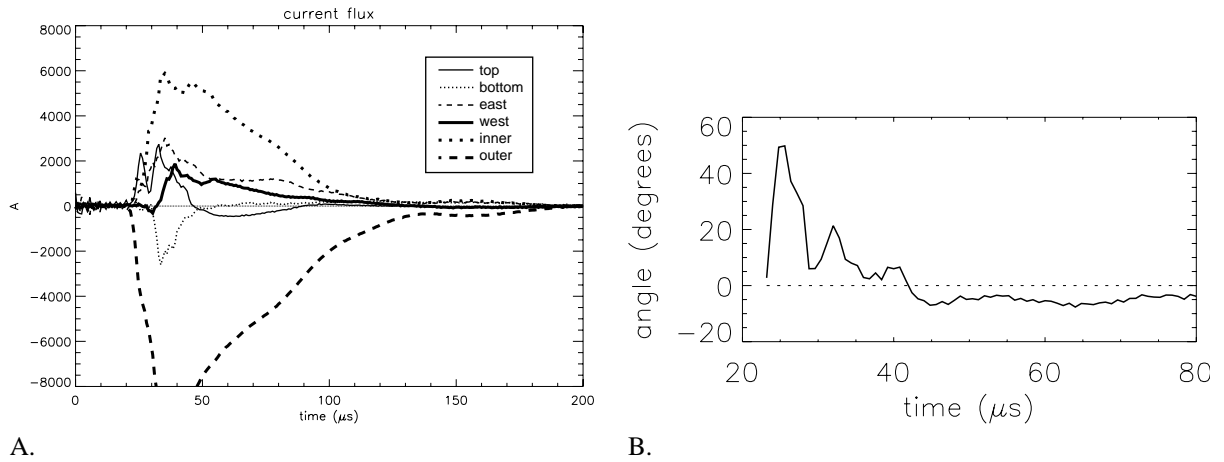 current flux
8000
6000
4000
2000
0
-2000
-4000
-6000
-8000
A
0
50
100
150
200
time (μs)
top
bottom
east
west
inner
outer
A.
60
40
20
0
-20
angle (degrees)
20
40
60
80
time (μs)
B.